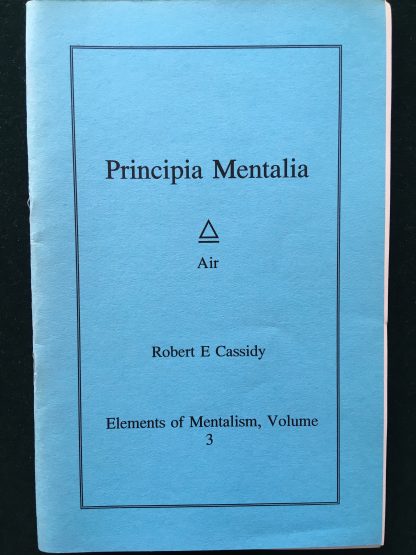 Principia Mentalia
Air
Robert E Cassidy
Elements of Mentalism, Volume
3